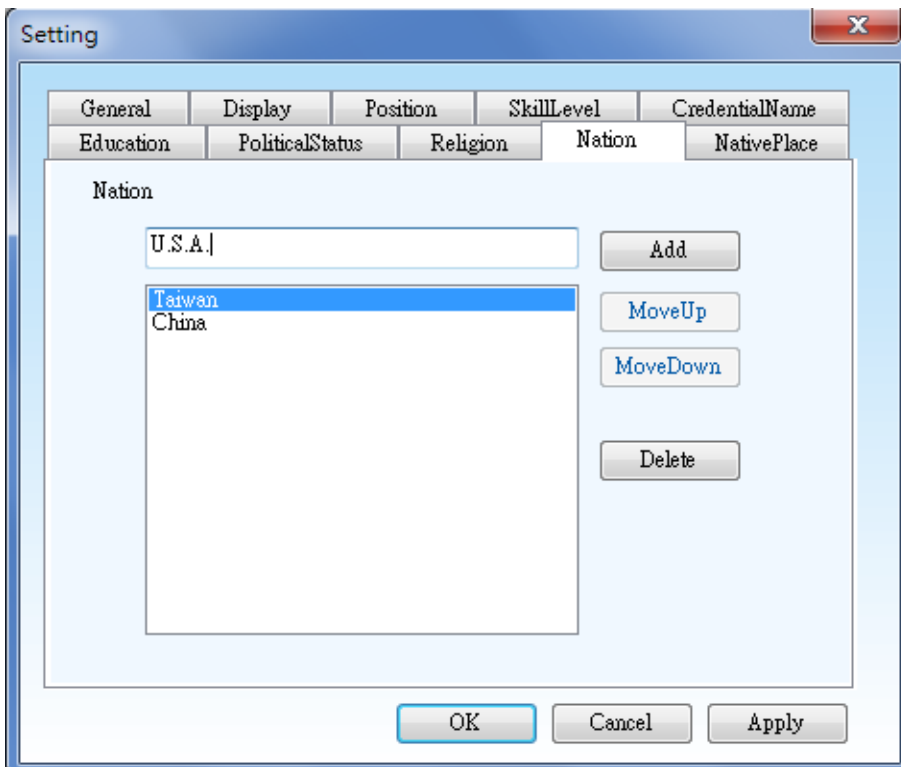 Setting
General Display Position SkillLevel CredentialName
Education PoliticalStatus Religion Nation NativePlace
Nation
U.S.A. Add
Taiwan
China
MoveUp
MoveDown
Delete
OK Cancel Apply